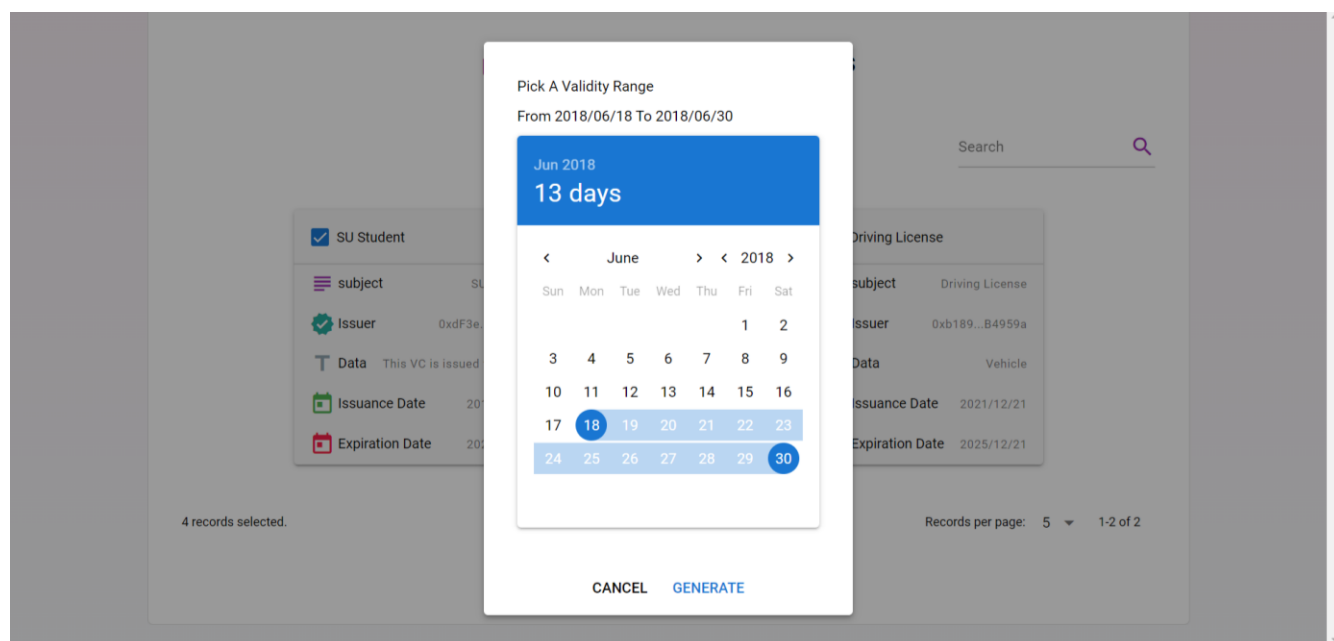 Pick A Validity Range
From 2018/06/18 To 2018/06/30
Search
Jun 2018
13 days
SU Student
Driving License
June 2018
Sun Mon Tue Wed Thu Fri Sat
1 2
3 4 5 6 7 8 9
10 11 12 13 14 15 16
17 18 19 20 21 22 23
24 25 26 27 28 29 30
subject
Issuer 0xdF3e.
Data This VC is issued
Issuance Date
Expiration Date
subject Driving License
Issuer 0xb189...B4959a
Data Vehicle
Issuance Date 2021/12/21
Expiration Date 2025/12/21
4 records selected.
Records per page: 5 1-2 of 2
CANCEL GENERATE